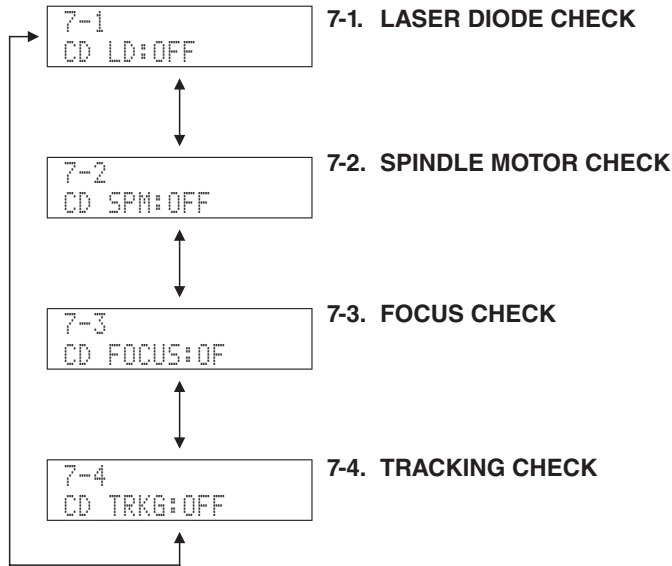 7-1
CD LD:OFF
7-1. LASER DIODE CHECK
7-2
CD SPM:OFF
7-2. SPINDLE MOTOR CHECK
7-3
CD FOCUS:OF
7-3. FOCUS CHECK
7-4
CD TRKG:OFF
7-4. TRACKING CHECK